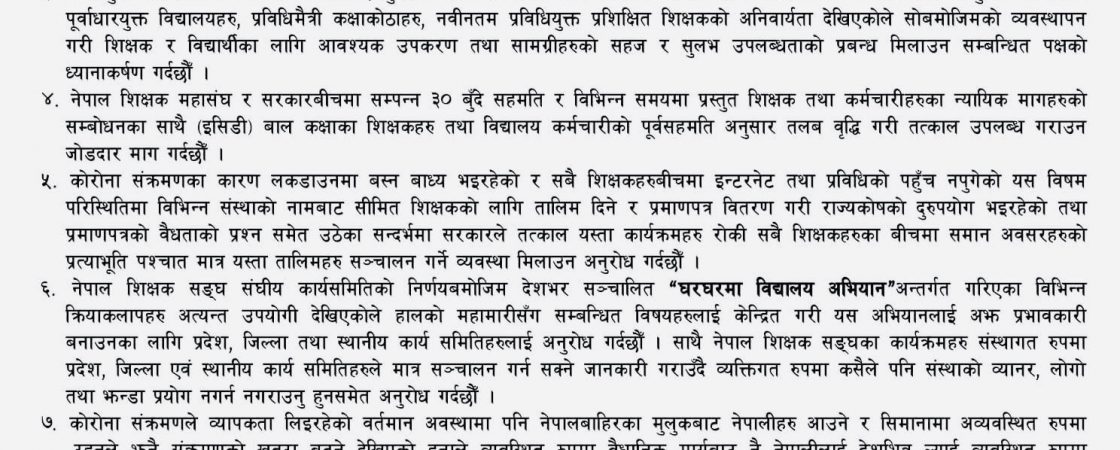 पूर्वाधारयुक्त विद्यालयहरु, प्रविधिमैत्री कक्षाकोठाहरु, नवीनतम प्रविधियुक्त प्रशिक्षित शिक्षकको अनिवार्यता देखिएकोले सोबमोजिमको व्यवस्थापन
गरी शिक्षक र विद्यार्थीका लागि आवश्यक उपकरण तथा सामग्रीहरुको सहज र सुलभ उपलब्धताको प्रबन्ध मिलाउन सम्बन्धित पक्षको
ध्यानाकर्षण गर्दछौँ ।
४. नेपाल शिक्षक महासंघ र सरकारबीचमा सम्पन्न ३० बुँदे सहमति र विभिन्न समयमा प्रस्तुत शिक्षक तथा कर्मचारीहरुका न्यायिक मागहरुको
सम्बोधनका साथै (इसिडी) बाल कक्षाका शिक्षकहरु तथा विद्यालय कर्मचारीको पूर्वसहमति अनुसार तलब वृद्धि गरी तत्काल उपलब्ध गराउन
जोडदार माग गर्दछौँ ।
५. कोरोना संक्रमणका कारण लकडाउनमा बस्न बाध्य भइरहेको र सबै शिक्षकहरुबीचमा इन्टरनेट तथा प्रविधिको पहुँच नपुगेको यस विषम
परिस्थितिमा विभिन्न संस्थाको नामबाट सीमित शिक्षकको लागि तालिम दिने र प्रमाणपत्र वितरण गरी राज्यकोषको दुरुपयोग भइरहेको तथा
प्रमाणपत्रको वैधताको प्रश्न समेत उठेका सन्दर्भमा सरकारले तत्काल यस्ता कार्यक्रमहरु रोकी सबै शिक्षकहरुका बीचमा समान अवसरहरुको
प्रत्याभूति पश्चात मात्र यस्ता तालिमहरु सञ्चालन गर्ने व्यवस्था मिलाउन अनुरोध गर्दछौँ ।
६. नेपाल शिक्षक सङ्घ संघीय कार्यसमितिको निर्णयबमोजिम देशभर सञ्चालित “घरघरमा विद्यालय अभियान”अन्तर्गत गरिएका विभिन्न
क्रियाकलापहरु अत्यन्त उपयोगी देखिएकोले हालको महामारीसँग सम्बन्धित विषयहरुलाई केन्द्रित गरी यस अभियानलाई अझ प्रभावकारी
बनाउनका लागि प्रदेश, जिल्ला तथा स्थानीय कार्य समितिहरुलाई अनुरोध गर्दछौँ । साथै नेपाल शिक्षक सङ्घका कार्यक्रमहरु संस्थागत रुपमा
प्रदेश, जिल्ला एवं स्थानीय कार्य समितिहरुले मात्र सञ्चालन गर्न सक्ने जानकारी गराउँदै व्यक्तिगत रुपमा कसैले पनि संस्थाको व्यानर, लोगो
तथा झन्डा प्रयोग नगर्न नगराउनु हुनसमेत अनुरोध गर्दछौँ ।
७. कोरोना संक्रमणले व्यापकता लिइरहेको वर्तमान अवस्थामा पनि नेपालबाहिरका मुलुकबाट नेपालीहरु आउने र सिमानामा अव्यवस्थित रुपमा